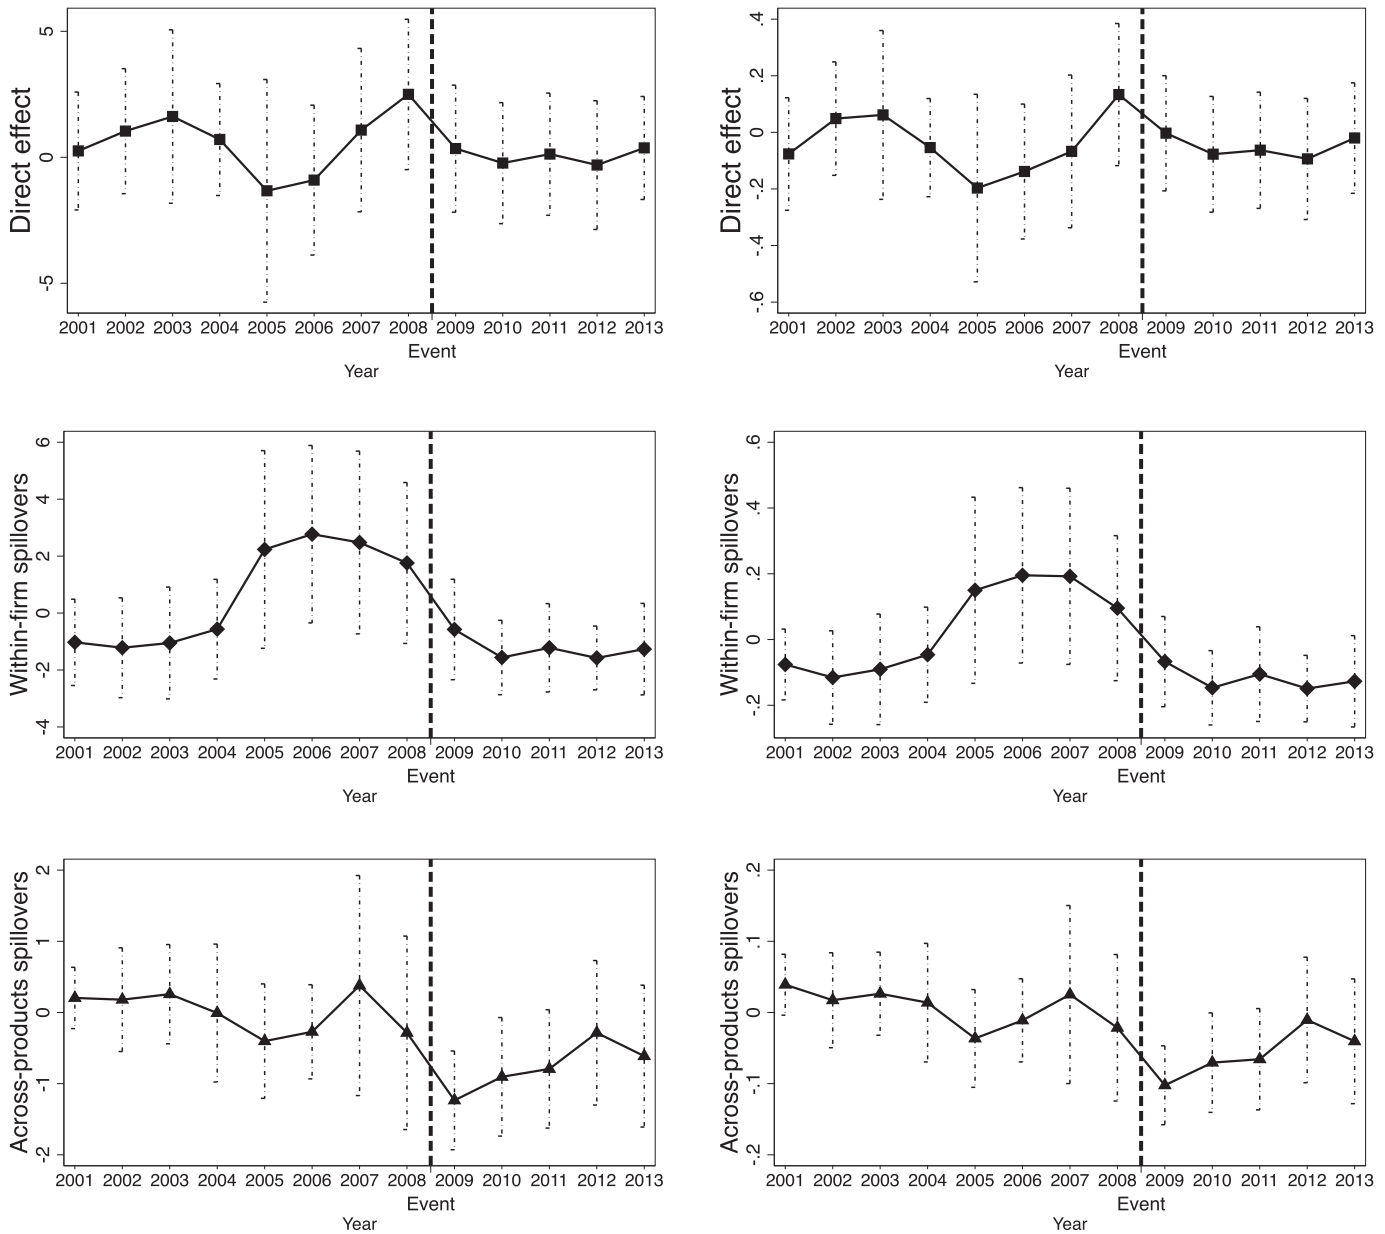 Direct effect
5
0
-5
2001 2002 2003 2004 2005 2006 2007 2008 2009 2010 2011 2012 2013
Event
Year
Direct effect
.4
.2
0
-.2
-.4
-.6
2001 2002 2003 2004 2005 2006 2007 2008 2009 2010 2011 2012 2013
Event
Year
Within-firm spillovers
6
4
2
0
2
-4
2001 2002 2003 2004 2005 2006 2007 2008 2009 2010 2011 2012 2013
Event
Year
Within-firm spillovers
.6
.4
.2
0
-.2
2001 2002 2003 2004 2005 2006 2007 2008 2009 2010 2011 2012 2013
Event
Year
Across-products spillovers
2
1
0
-1
-2
2001 2002 2003 2004 2005 2006 2007 2008 2009 2010 2011 2012 2013
Event
Year
Across-products spillovers
.2
.1
0
-.1
-.2
2001 2002 2003 2004 2005 2006 2007 2008 2009 2010 2011 2012 2013
Event
Year